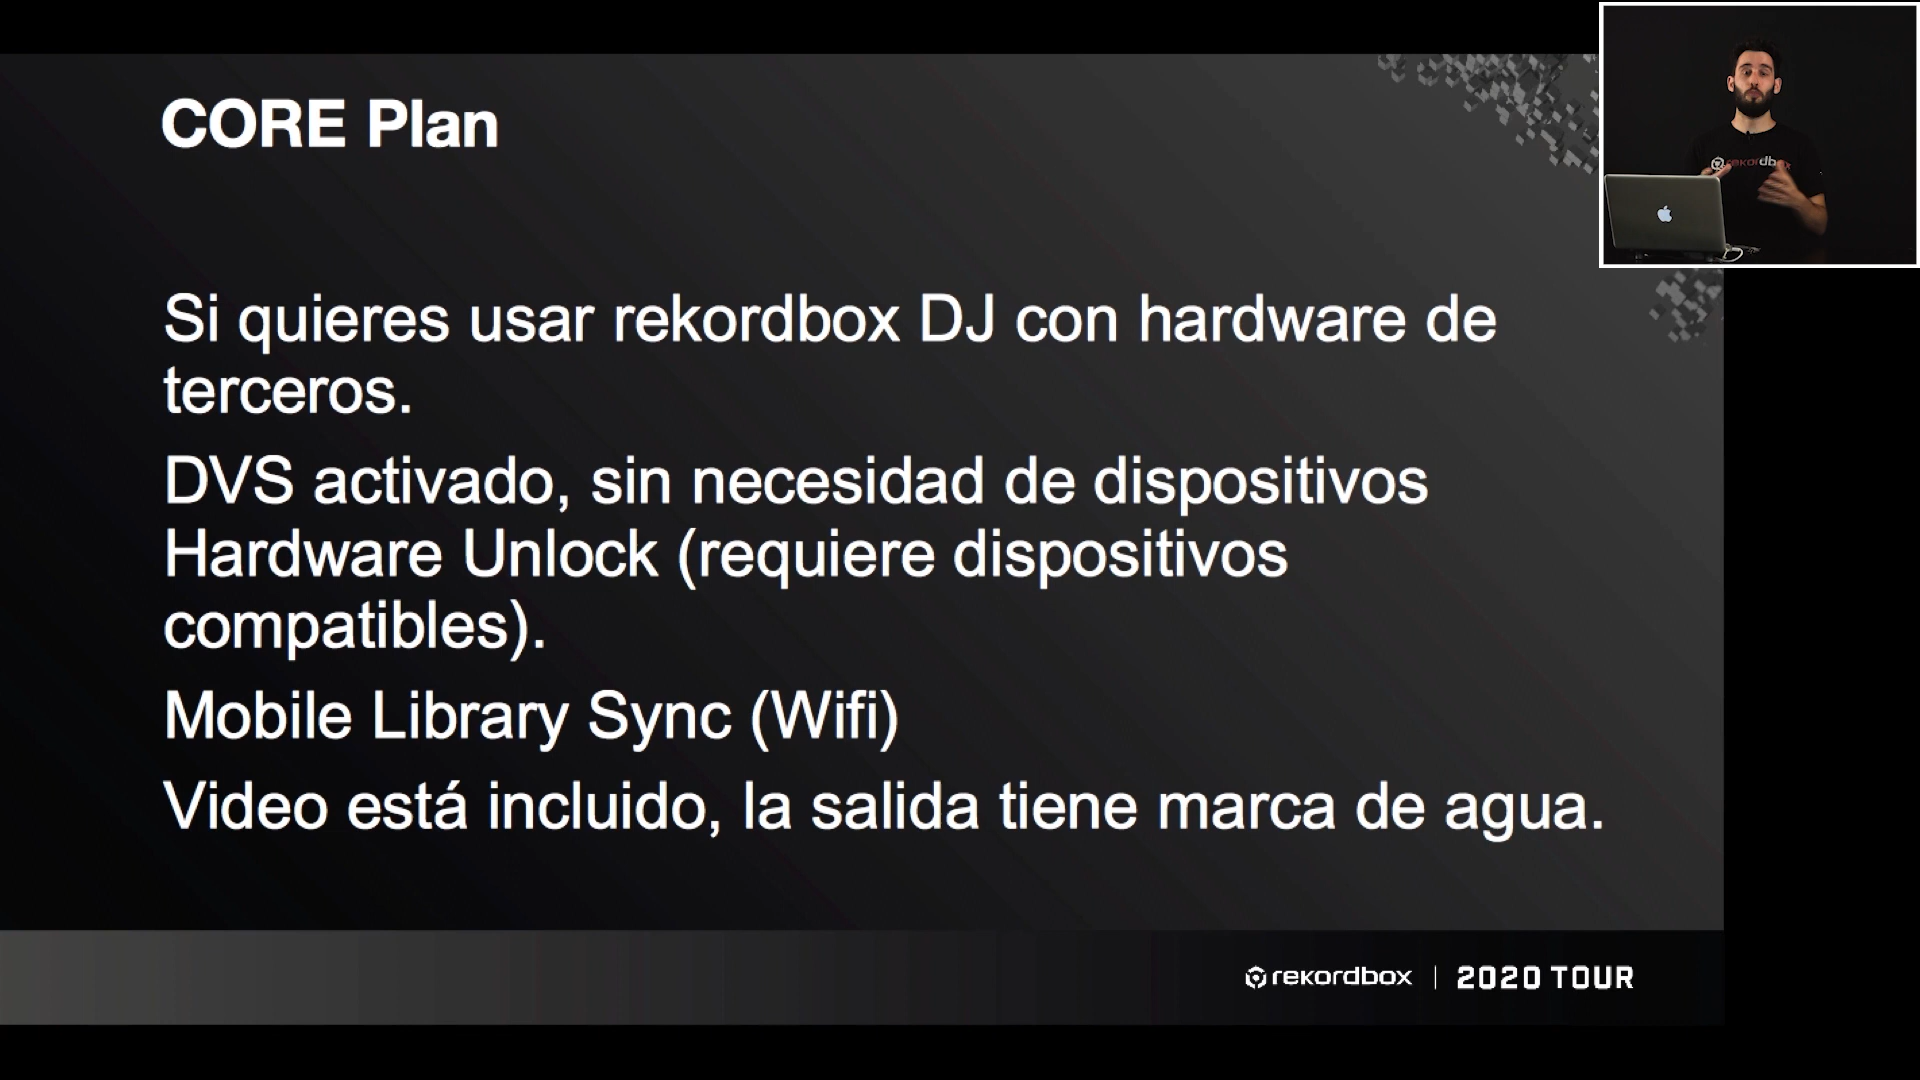 CORE Plan
rekordbox
Si quieres usar rekordbox DJ con hardware de
terceros.
DVS activado, sin necesidad de dispositivos
Hardware Unlock (requiere dispositivos
compatibles).
Mobile Library Sync (Wifi)
Video está incluido, la salida tiene marca de agua.
rekordbox | 2020 TOUR